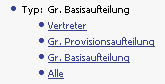 Typ: Gr. Basisaufteilung
Vertreter
Gr. Provisionsaufteilung
Gr. Basisaufteilung
Alle